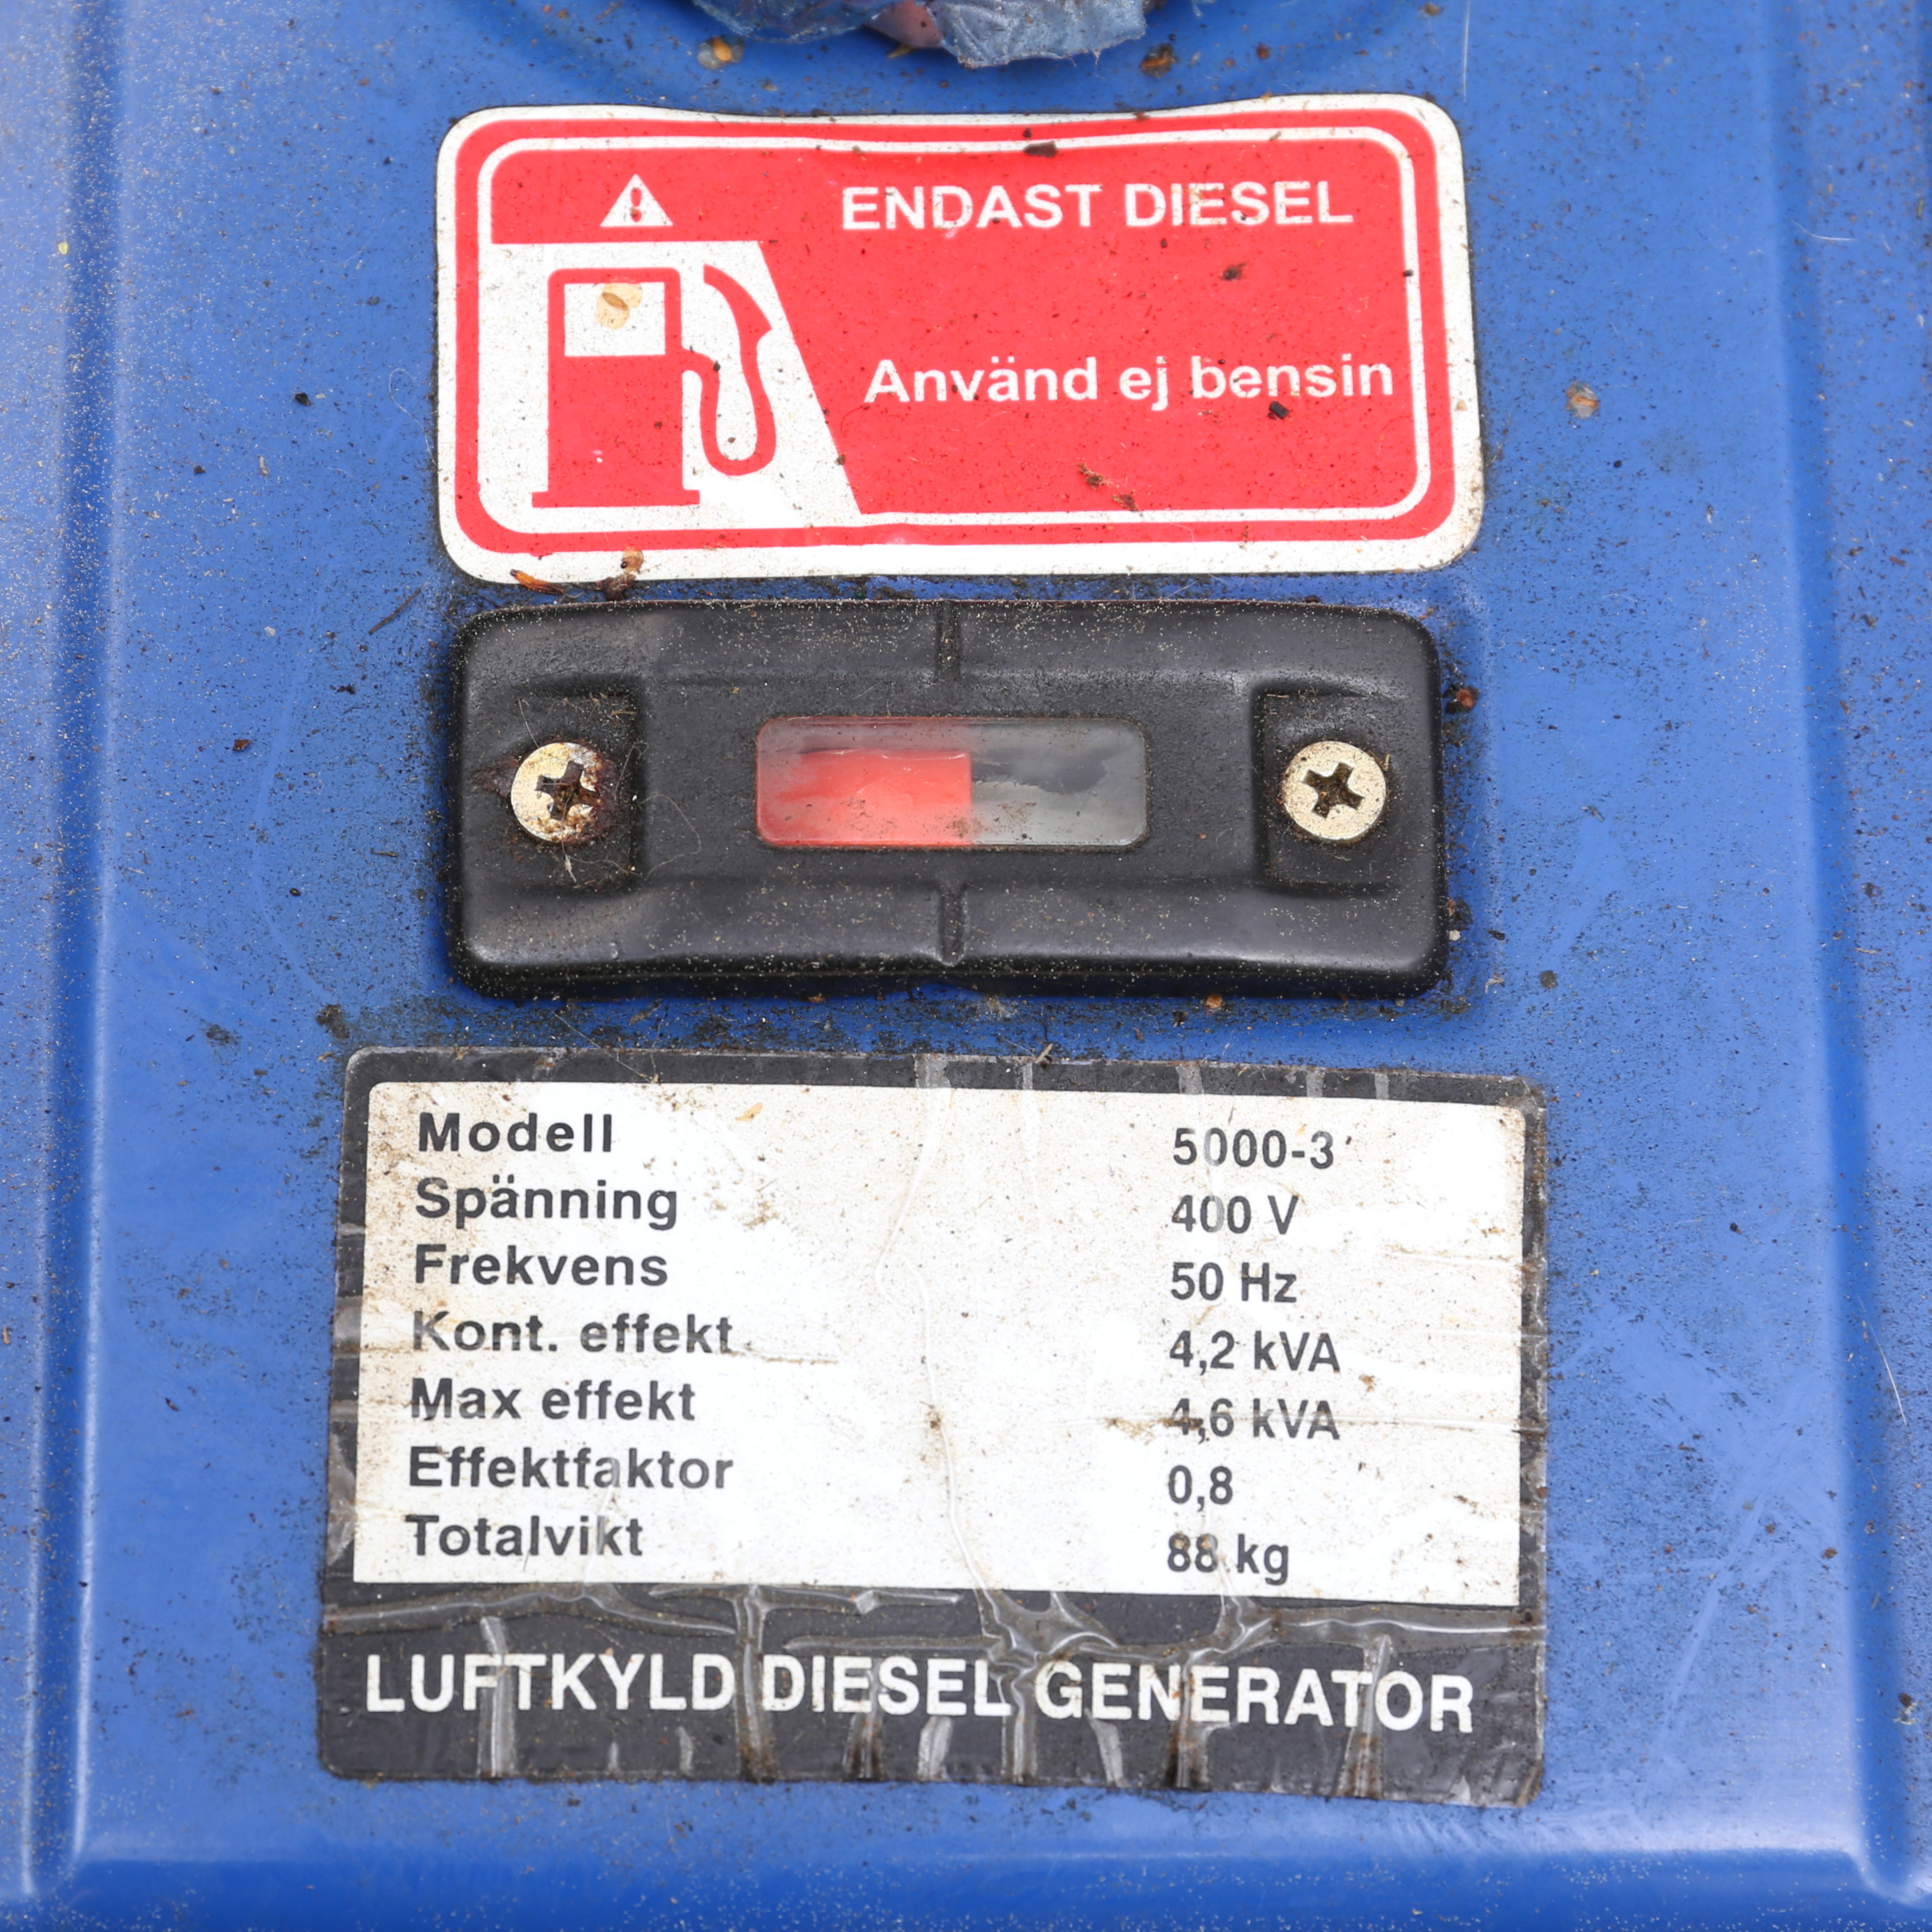 ENDAST DIESEL
Använd ej bensin
Modell 5000-3
Spänning 400 V
Frekvens 50 Hz
Kont. effekt 4,2 kVA
Max effekt 4,6 kVA
Effektfaktor 0,8
Totalvikt 88 kg
LUFTKYLD DIESEL GENERATOR